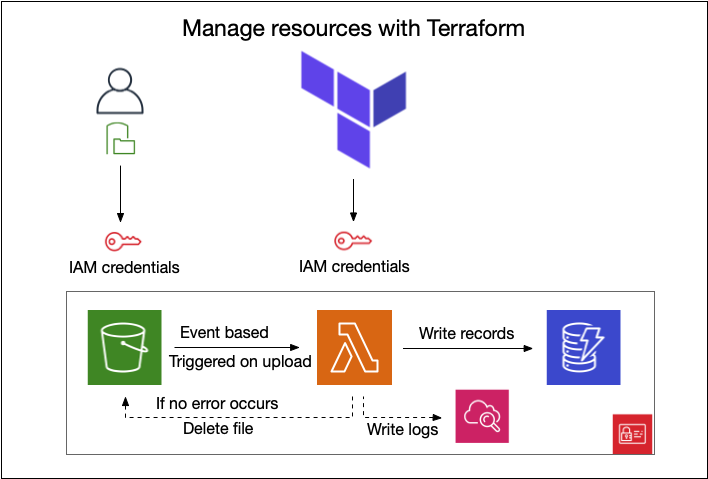 Manage resources with Terraform
IAM credentials
IAM credentials
Event based
Triggered on upload
Write records
If no error occurs
Delete file
Write logs